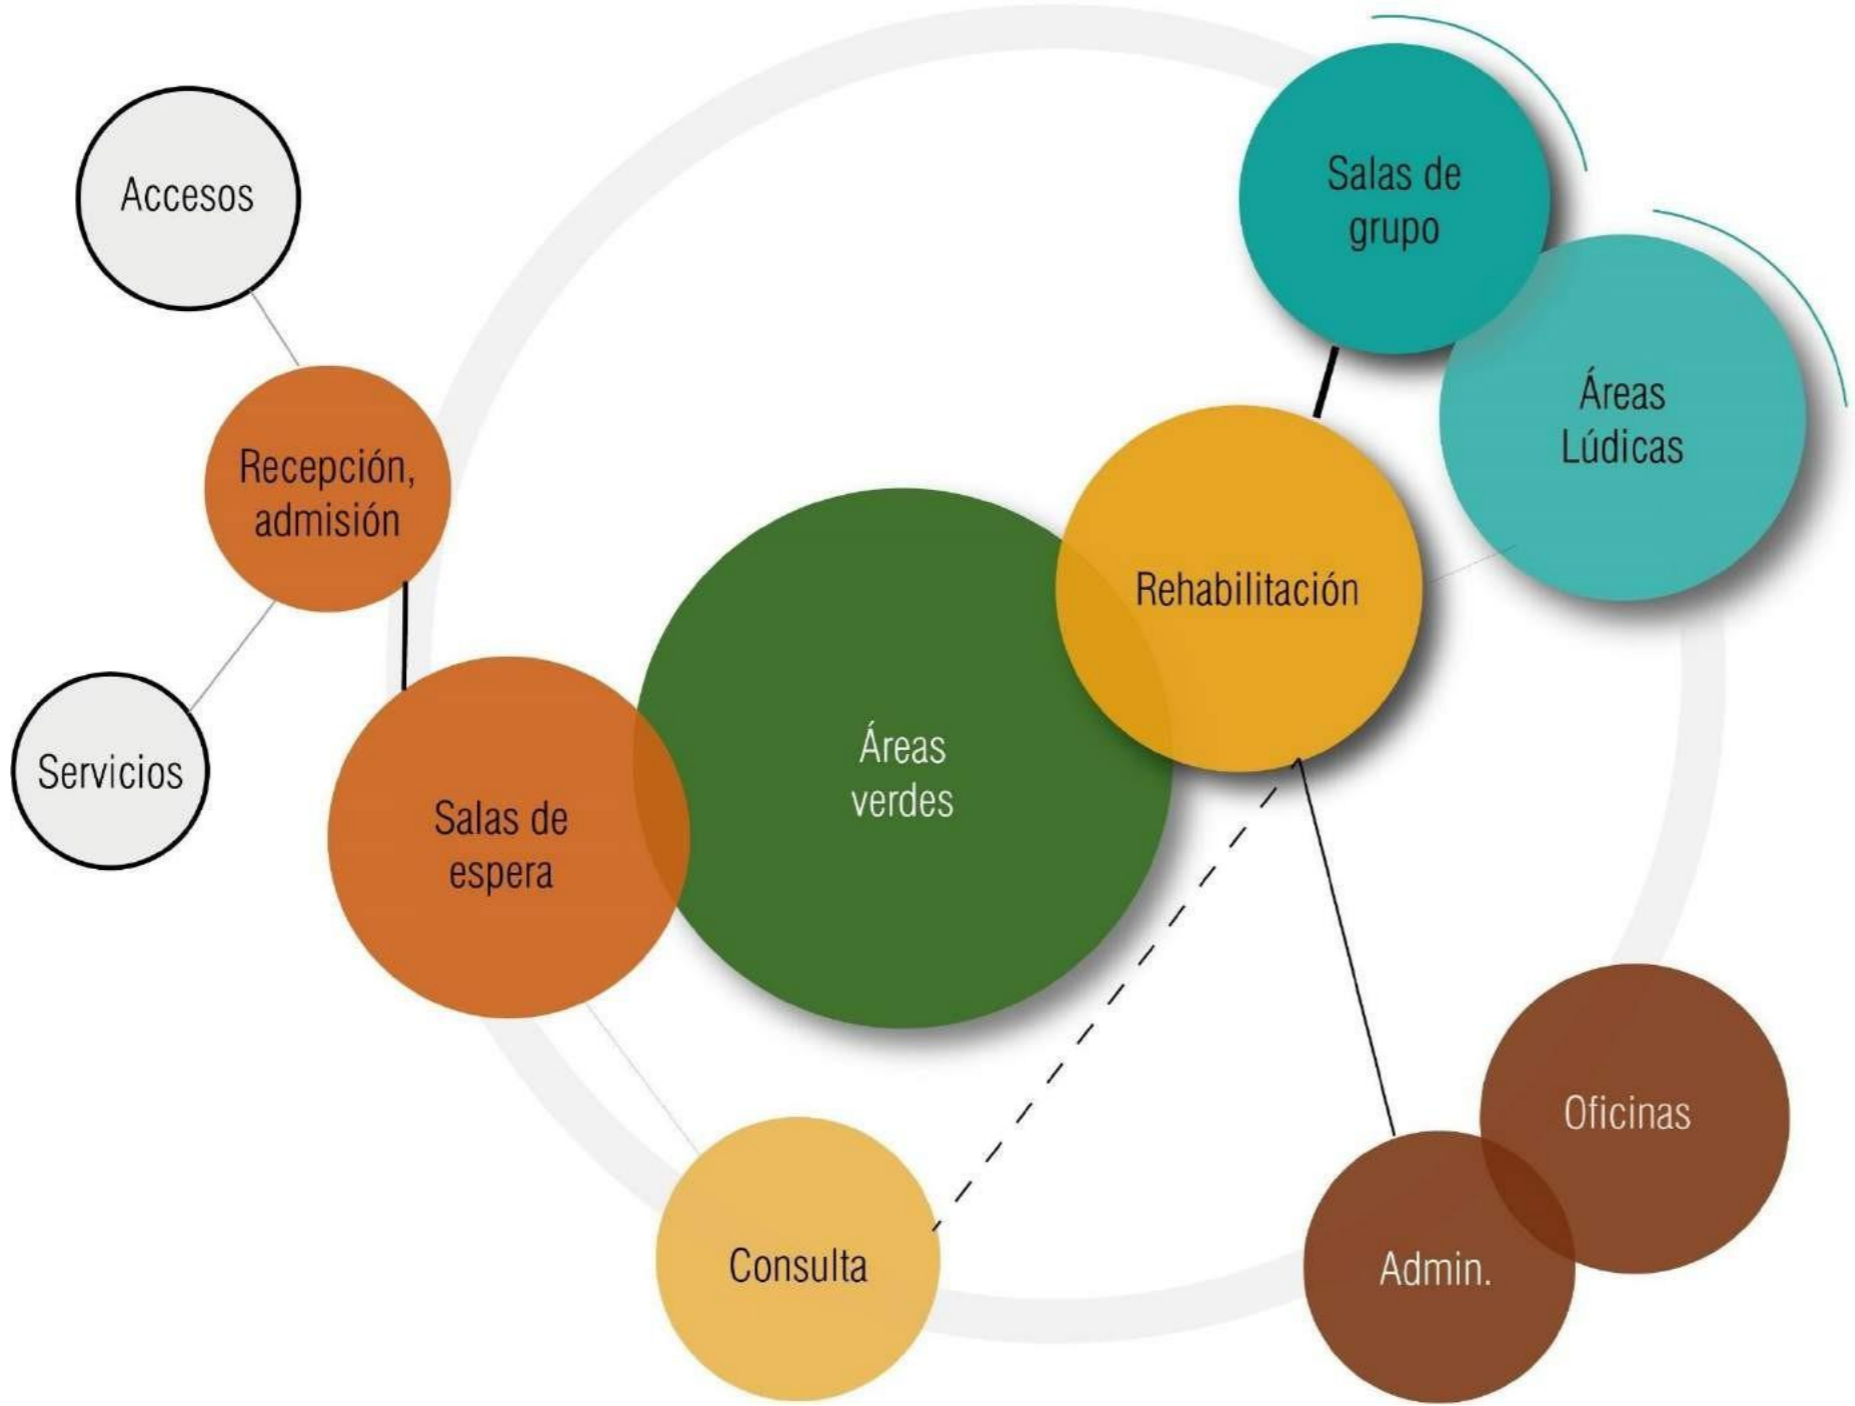 Accesos
Salas de
grupo
Áreas
Lúdicas
Recepción,
admisión
Rehabilitación
Servicios
Áreas
verdes
Salas de
espera
Oficinas
Consulta
Admin.